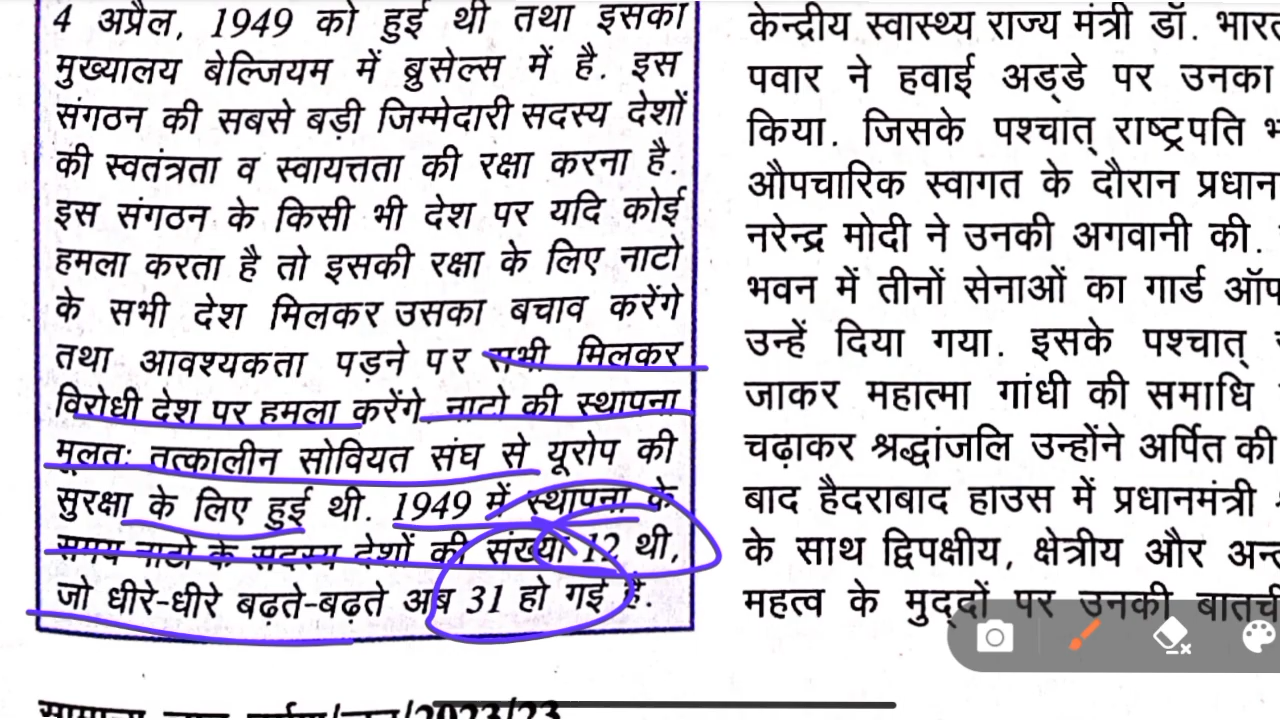 4 अप्रैल, 1949 को हुई थी तथा इसका
मुख्यालय बेल्जियम में ब्रुसेल्स में है. इस
संगठन की सबसे बड़ी जिम्मेदारी सदस्य देशों
की स्वतंत्रता व स्वायत्तता की रक्षा करना है.
इस संगठन के किसी भी देश पर यदि कोई
हमला करता है तो इसकी रक्षा के लिए नाटो
के सभी देश मिलकर उसका बचाव करेंगे
तथा आवश्यकता पड़ने पर सभी मिलकर
विरोधी देश पर हमला करेंगे. नाटो की स्थापना
मूलतः तत्कालीन सोवियत संघ से यूरोप की
सुरक्षा के लिए हुई थी. 1949 में स्थापना के
समय नाटो के सदस्य देशों की संख्या 12 थी,
जो धीरे-धीरे बढ़ते-बढ़ते अब 31 हो गई है.
केन्द्रीय स्वास्थ्य राज्य मंत्री डॉ. भारत
पवार ने हवाई अड्डे पर उनका
किया. जिसके पश्चात् राष्ट्रपति भ
औपचारिक स्वागत के दौरान प्रधान
नरेन्द्र मोदी ने उनकी अगवानी की.
भवन में तीनों सेनाओं का गार्ड ऑप
उन्हें दिया गया. इसके पश्चात्
जाकर महात्मा गांधी की समाधि
चढ़ाकर श्रद्धांजलि उन्होंने अर्पित की
बाद हैदराबाद हाउस में प्रधानमंत्री
के साथ द्विपक्षीय, क्षेत्रीय और अन्त
महत्व के मुद्दों पर उनकी बातची